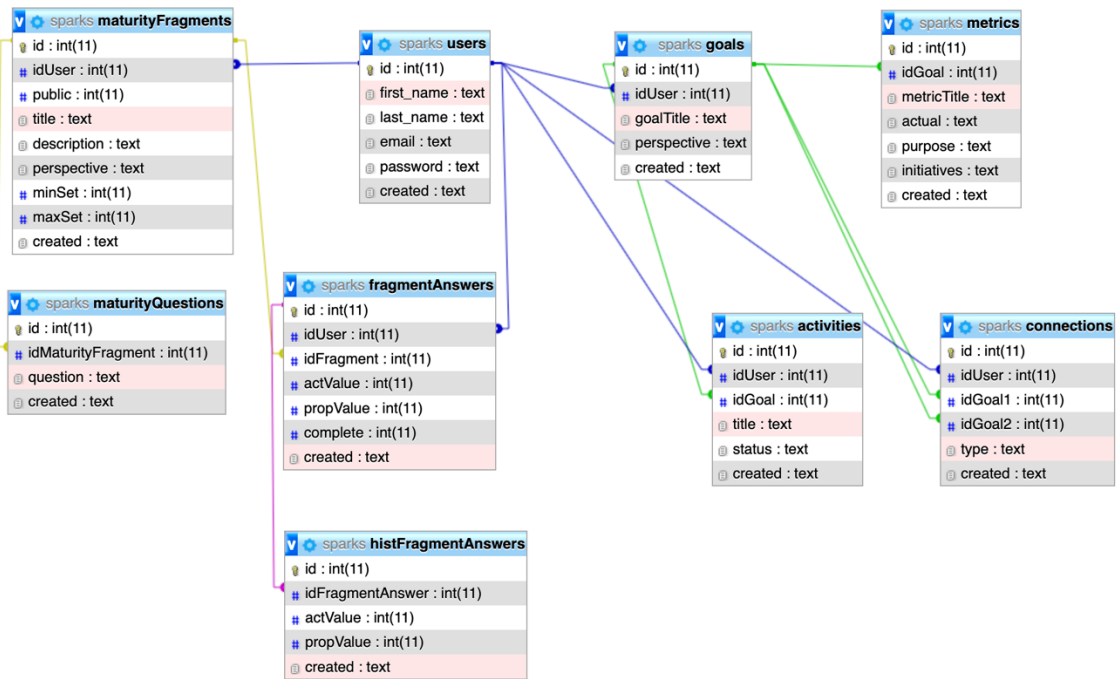 sparks maturityFragments
id : int(11)
idUser : int(11)
public : int(11)
title : text
description : text
perspective : text
minSet : int(11)
maxSet : int(11)
created : text
sparks users
id : int(11)
first_name : text
last_name : text
email : text
password : text
created : text
sparks goals
id : int(11)
idUser : int(11)
goalTitle : text
perspective : text
created : text
sparks metrics
id : int(11)
idGoal : int(11)
metricTitle : text
actual : text
purpose : text
initiatives : text
created : text
sparks maturityQuestions
id : int(11)
idMaturityFragment : int(11)
question : text
created : text
sparks fragmentAnswers
id : int(11)
idUser : int(11)
idFragment : int(11)
actValue : int(11)
propValue : int(11)
complete : int(11)
created : text
sparks activities
id : int(11)
idUser : int(11)
idGoal : int(11)
title : text
status : text
created : text
sparks connections
id : int(11)
idUser : int(11)
idGoal1 : int(11)
idGoal2 : int(11)
type : text
created : text
sparks histFragmentAnswers
id : int(11)
idFragmentAnswer : int(11)
actValue : int(11)
propValue : int(11)
created : text